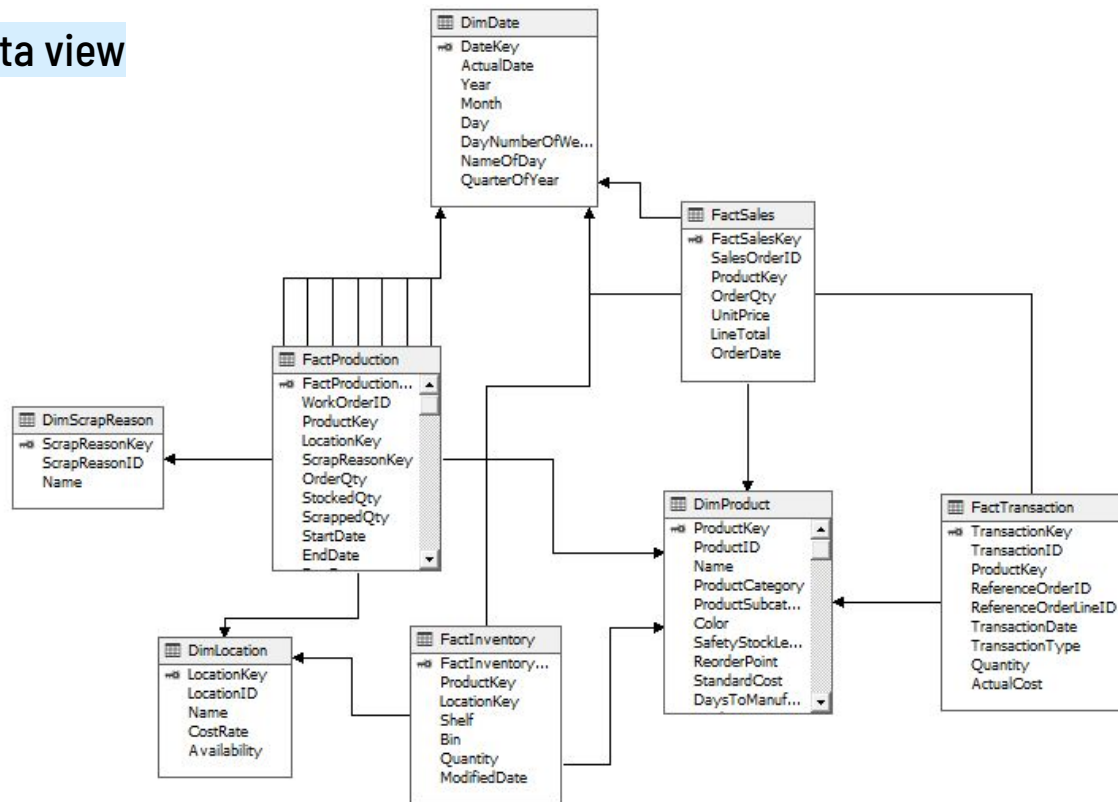 ta view
DimDate
DateKey
ActualDate
Year
Month
Day
DayNumberOfWe...
NameOfDay
QuarterOfYear
FactSales
FactSalesKey
SalesOrderID
ProductKey
OrderQty
UnitPrice
LineTotal
OrderDate
FactProduction
FactProduction...
WorkOrderID
ProductKey
LocationKey
ScrapReasonKey
OrderQty
StockedQty
ScrappedQty
StartDate
EndDate
DimScrapReason
ScrapReasonKey
ScrapReasonID
Name
DimProduct
ProductKey
ProductID
Name
ProductCategory
ProductSubcat...
Color
SafetyStockLe...
ReorderPoint
StandardCost
DaysToManuf...
FactTransaction
TransactionKey
TransactionID
ProductKey
ReferenceOrderID
ReferenceOrderLineID
TransactionDate
TransactionType
Quantity
ActualCost
DimLocation
LocationKey
LocationID
Name
CostRate
Availability
FactInventory
FactInventory...
ProductKey
LocationKey
Shelf
Bin
Quantity
ModifiedDate